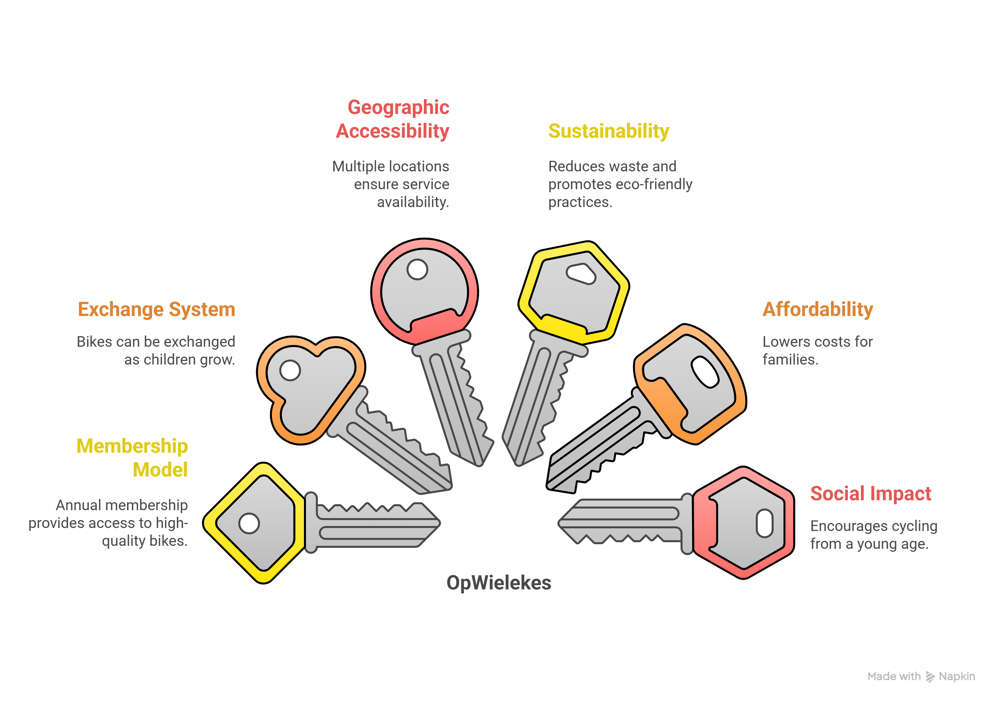 Geographic
Accessibility
Multiple locations
ensure service
availability.
Sustainability
Reduces waste and
promotes eco-friendly
practices.
Exchange System
Bikes can be exchanged
as children grow.
Affordability
Lowers costs for
families.
Membership
Model
Annual membership
provides access to high-
quality bikes.
Social Impact
Encourages cycling
from a young age.
OpWielekes
Made with Napkin